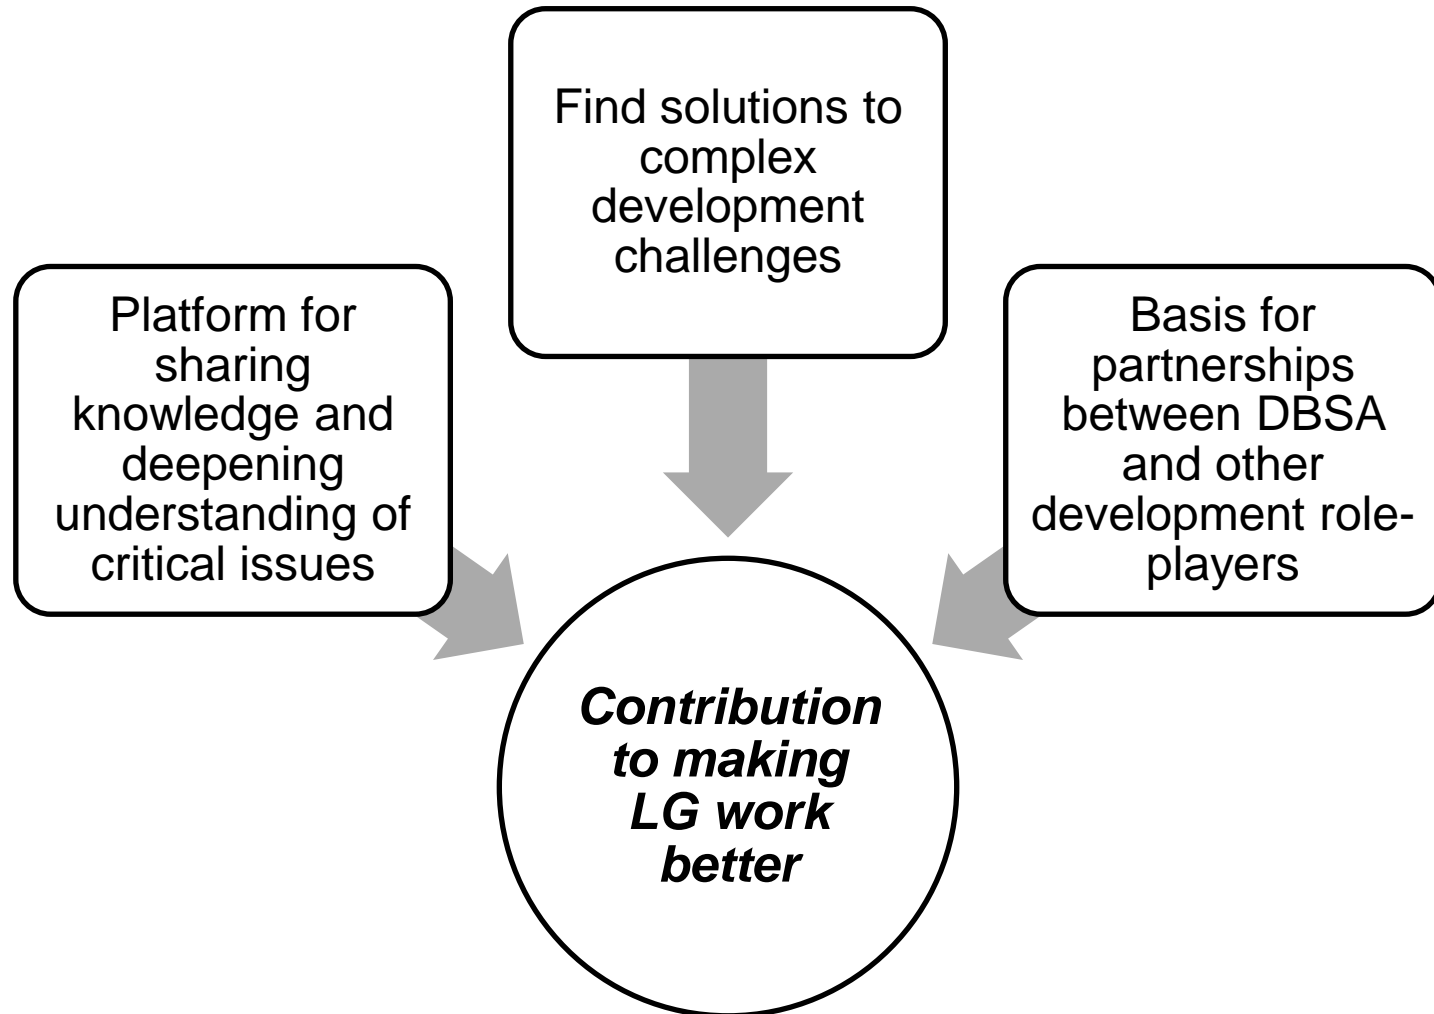 Find solutions to
complex
development
challenges
Platform for
sharing
knowledge and
deepening
understanding of
critical issues
Basis for
partnerships
between DBSA
and other
development role-
players
Contribution
to making
LG work
better